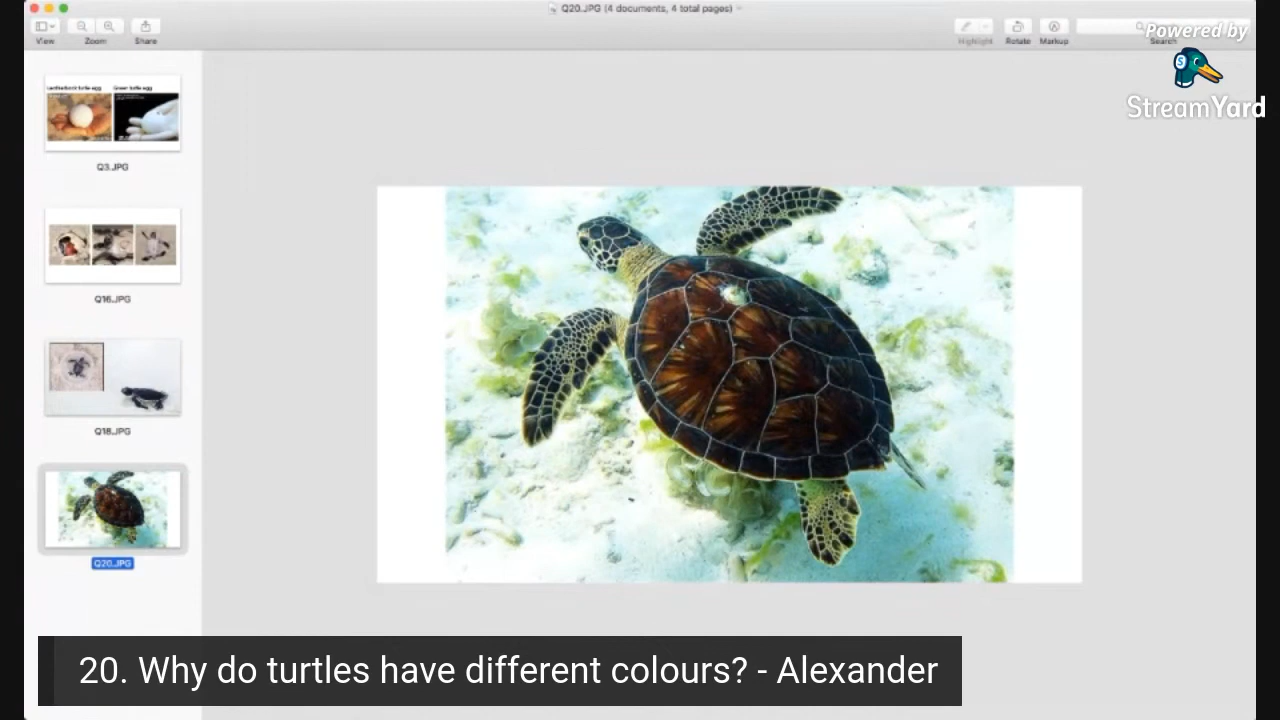 Q20.JPG (4 documents, 4 total pages)
View
Zoom
Share
Highlight
Rotate
Markup
Search
Powered by
StreamYard
Leatherback turtle egg
Green turtle egg
Q3.JPG
Q16.JPG
Q18.JPG
Q20.JPG
20. Why do turtles have different colours? - Alexander